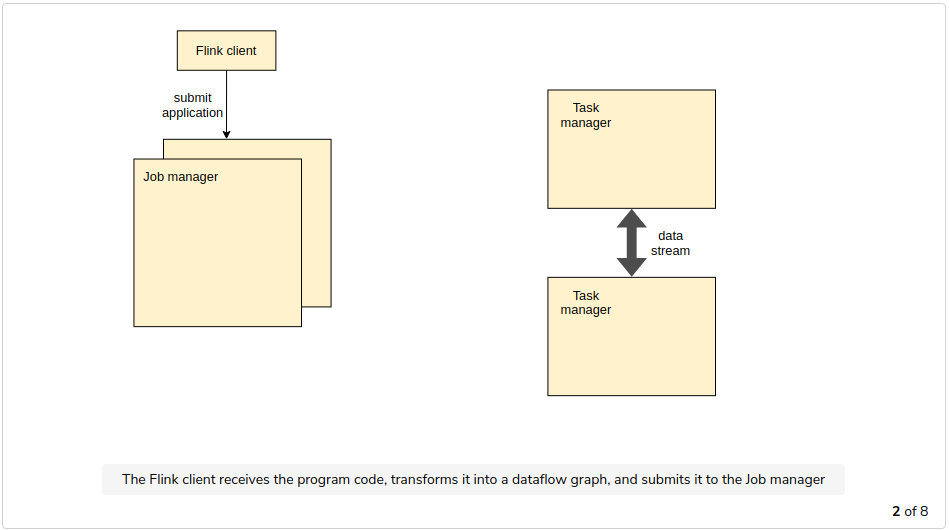 Flink client
submit
application
Job manager
Task
manager
data
stream
Task
manager
The Flink client receives the program code, transforms it into a dataflow graph, and submits it to the Job manager
2 of 8